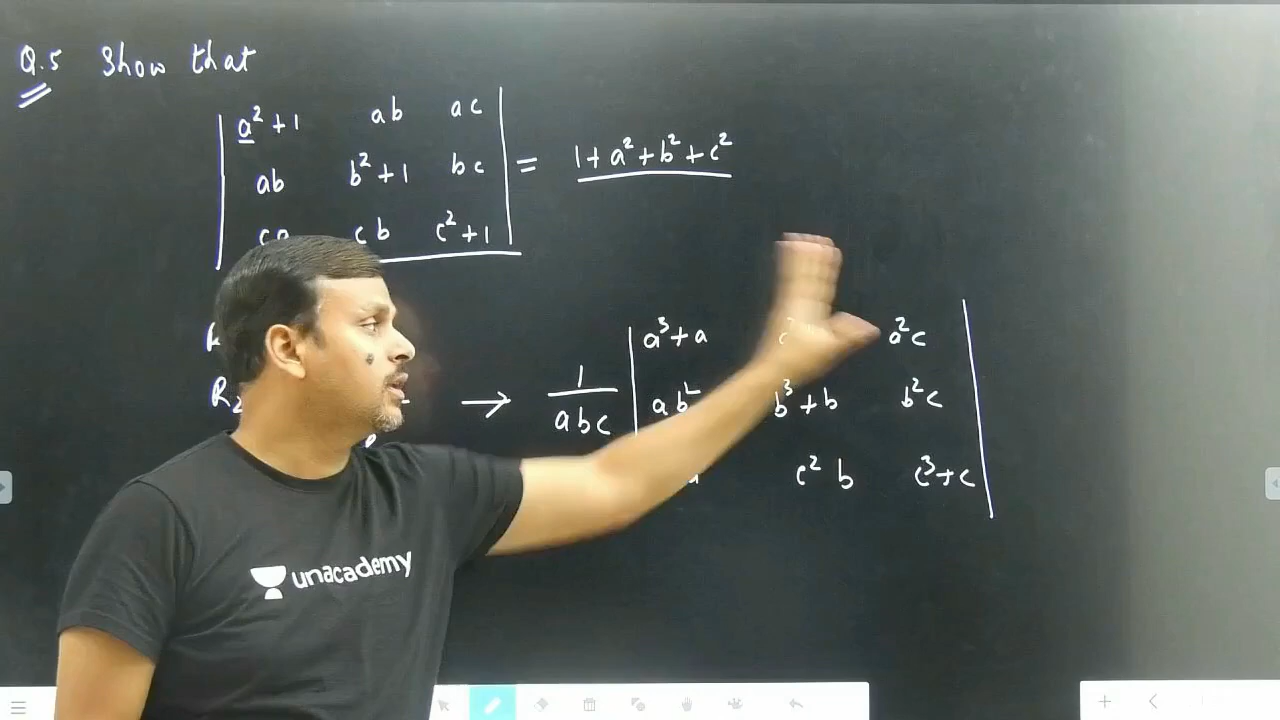 Q.5 Show that
a²+1 ab ac
ab b²+1 bc = 1+a²+b²+c²
cb c²+1
a³+a a²c
R₂ → 1/abc ab² b³+b b²c
c²b c³+c
unacademy